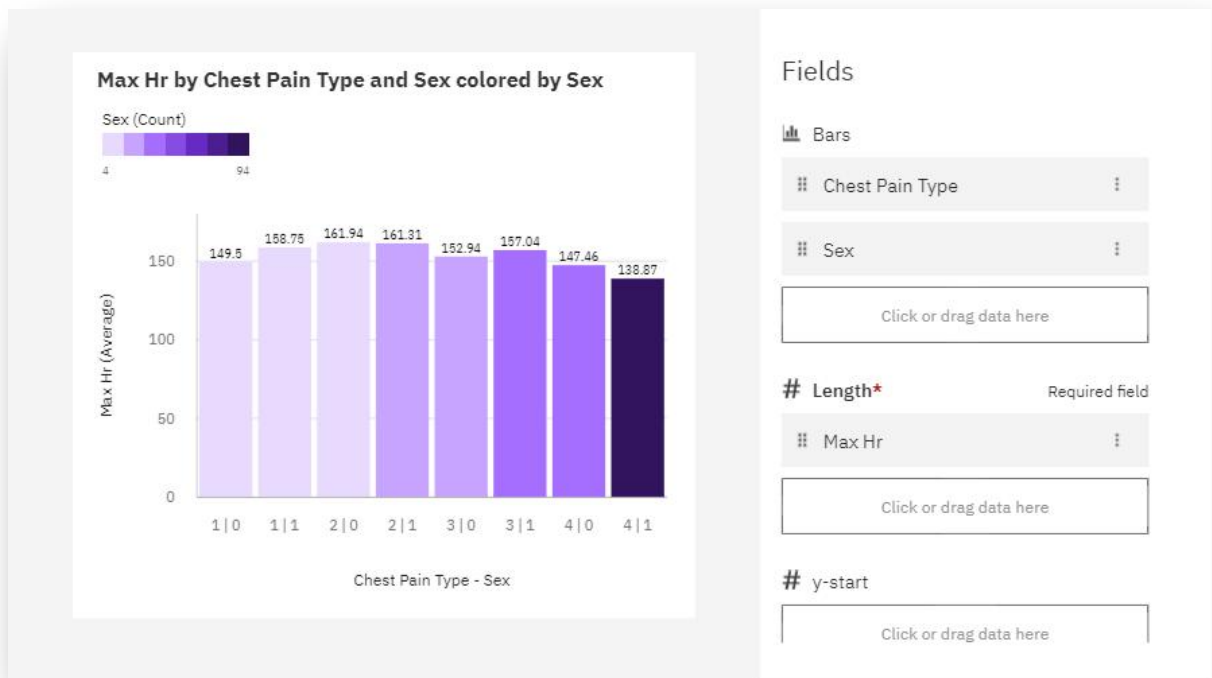 Max Hr by Chest Pain Type and Sex colored by Sex
Sex (Count)
4 94
149.5 158.75 161.94 161.31 152.94 157.04 147.46 138.87
150
100
50
0
Max Hr (Average)
1|0 1|1 2|0 2|1 3|0 3|1 4|0 4|1
Chest Pain Type - Sex
Fields
Bars
Chest Pain Type
Sex
Click or drag data here
# Length* Required field
Max Hr
Click or drag data here
# y-start
Click or drag data here